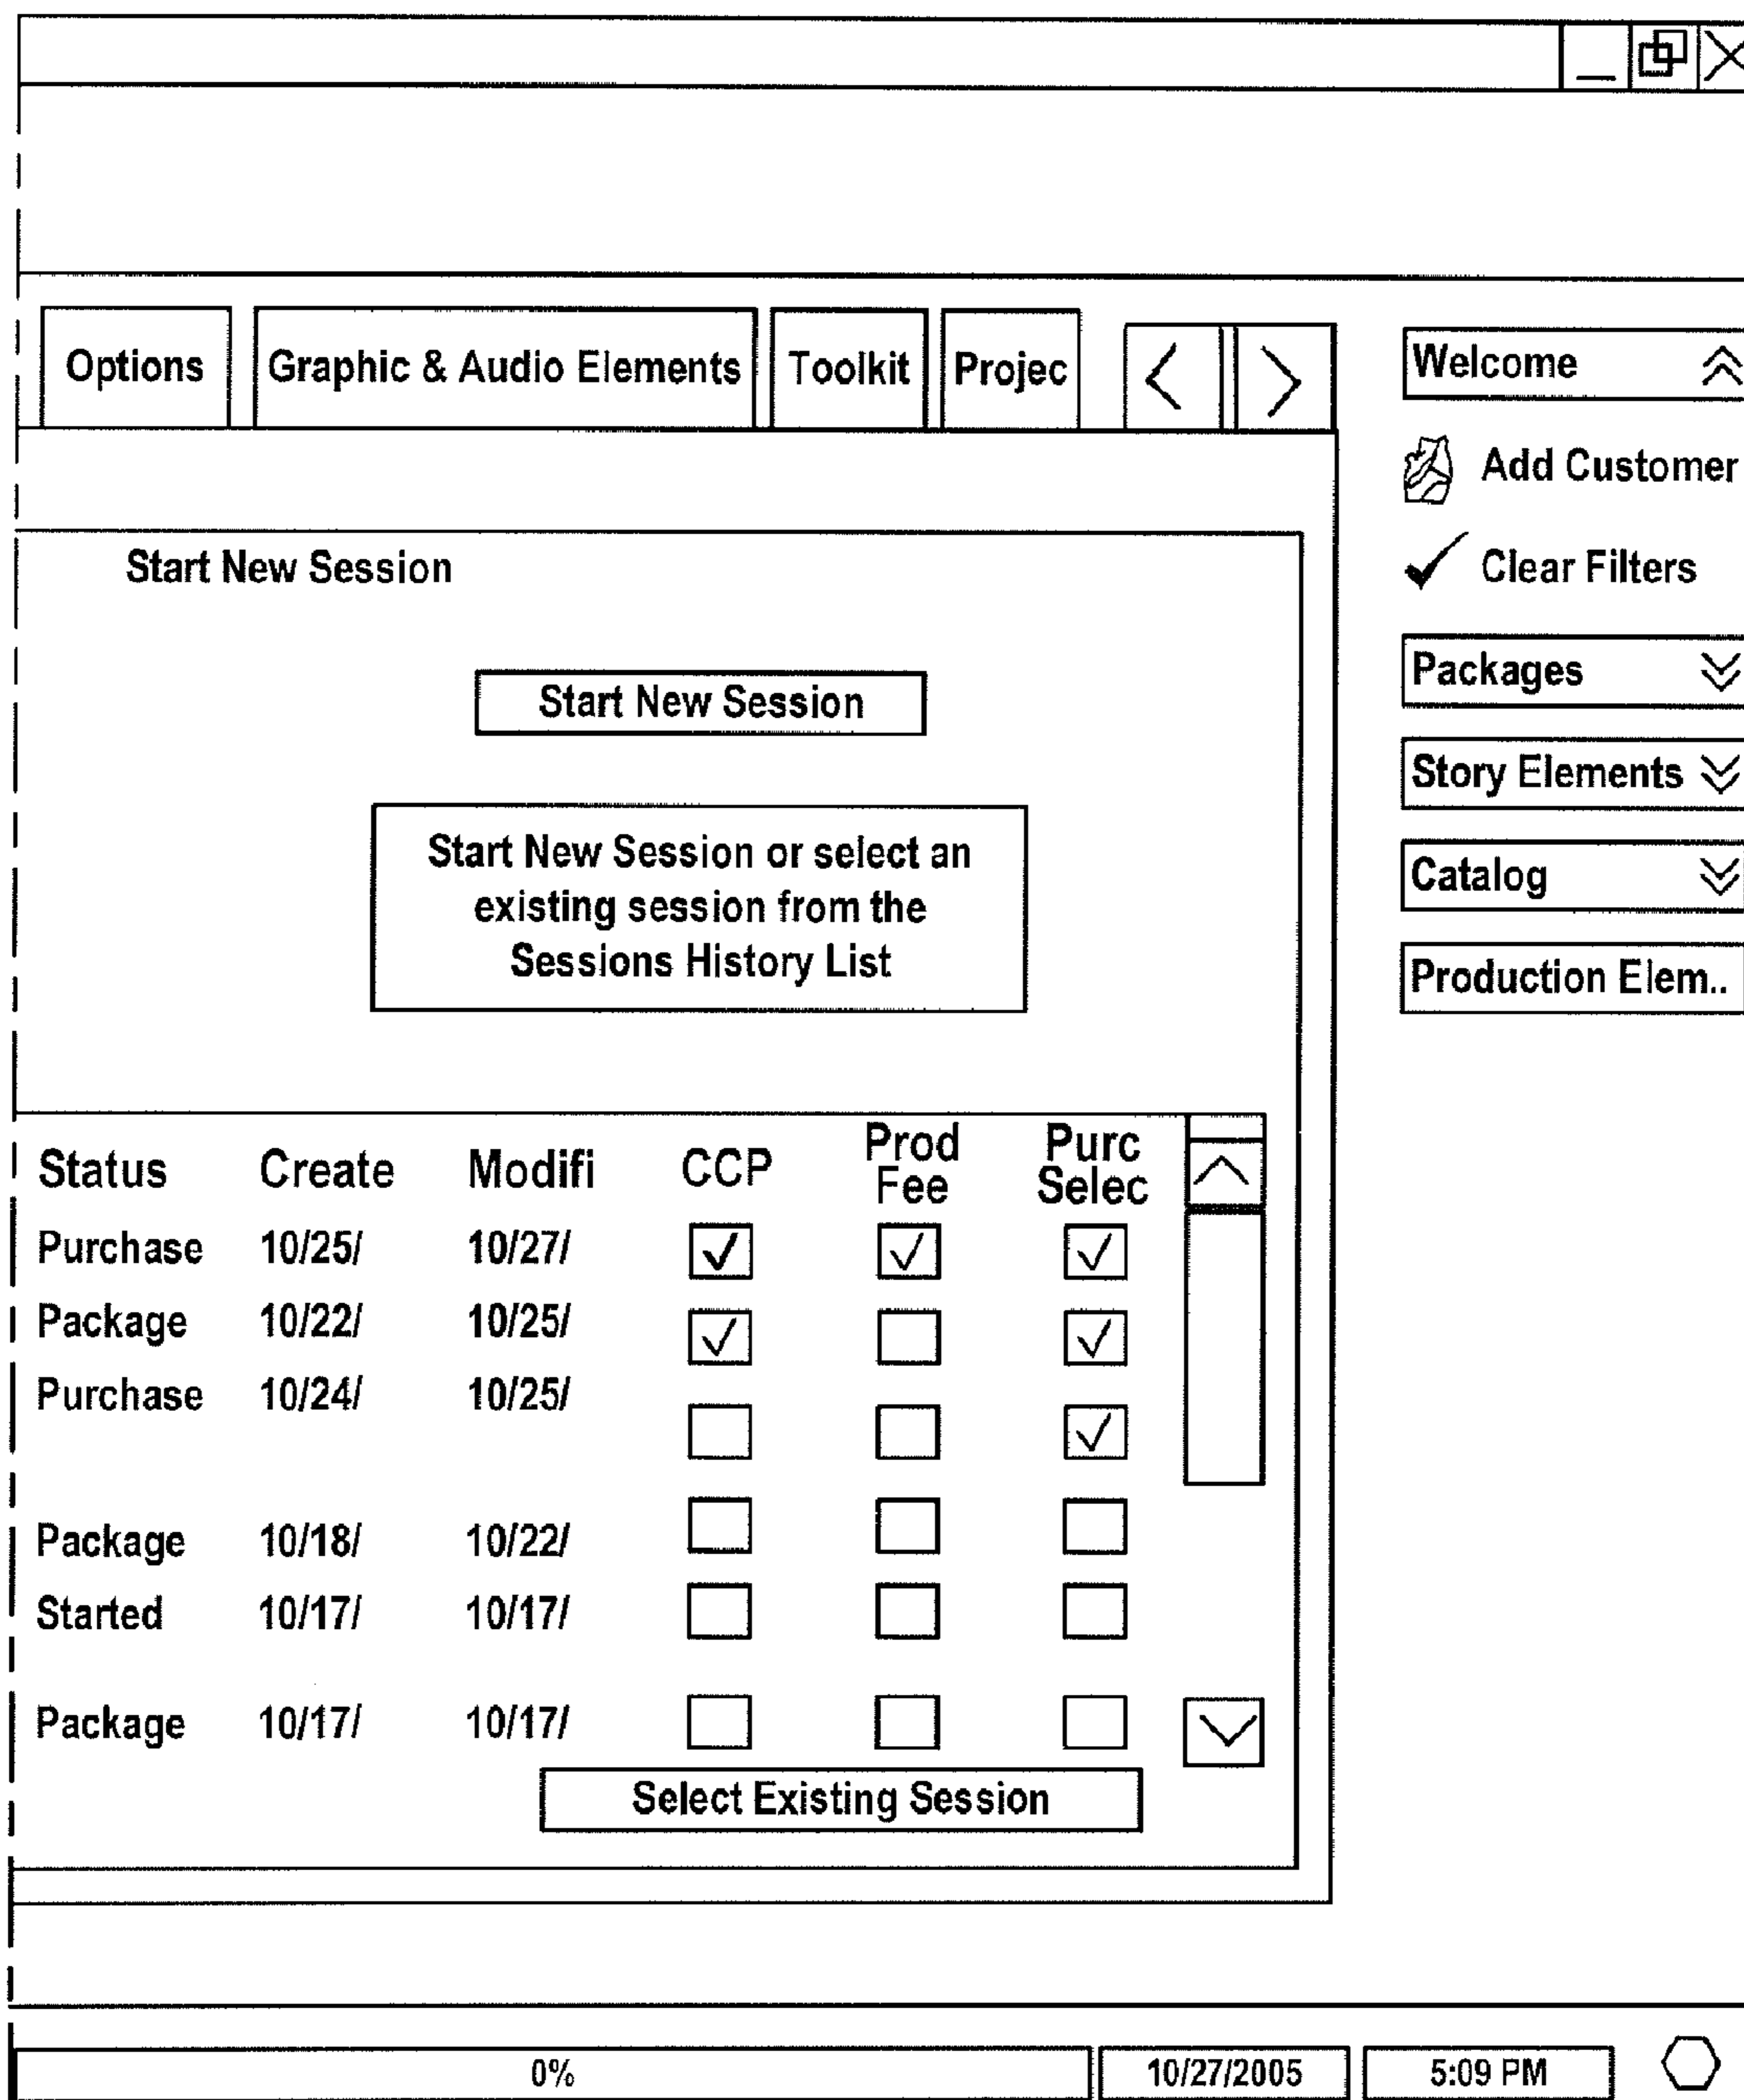 Options Graphic & Audio Elements Toolkit Projec
Welcome
Add Customer
Clear Filters
Packages
Story Elements
Catalog
Production Elem..
Start New Session
Start New Session
Start New Session or select an
existing session from the
Sessions History List
Status Create Modifi CCP Prod Fee Purc Selec
Purchase 10/25/ 10/27/
Package 10/22/ 10/25/
Purchase 10/24/ 10/25/
Package 10/18/ 10/22/
Started 10/17/ 10/17/
Package 10/17/ 10/17/
Select Existing Session
0% 10/27/2005 5:09 PM